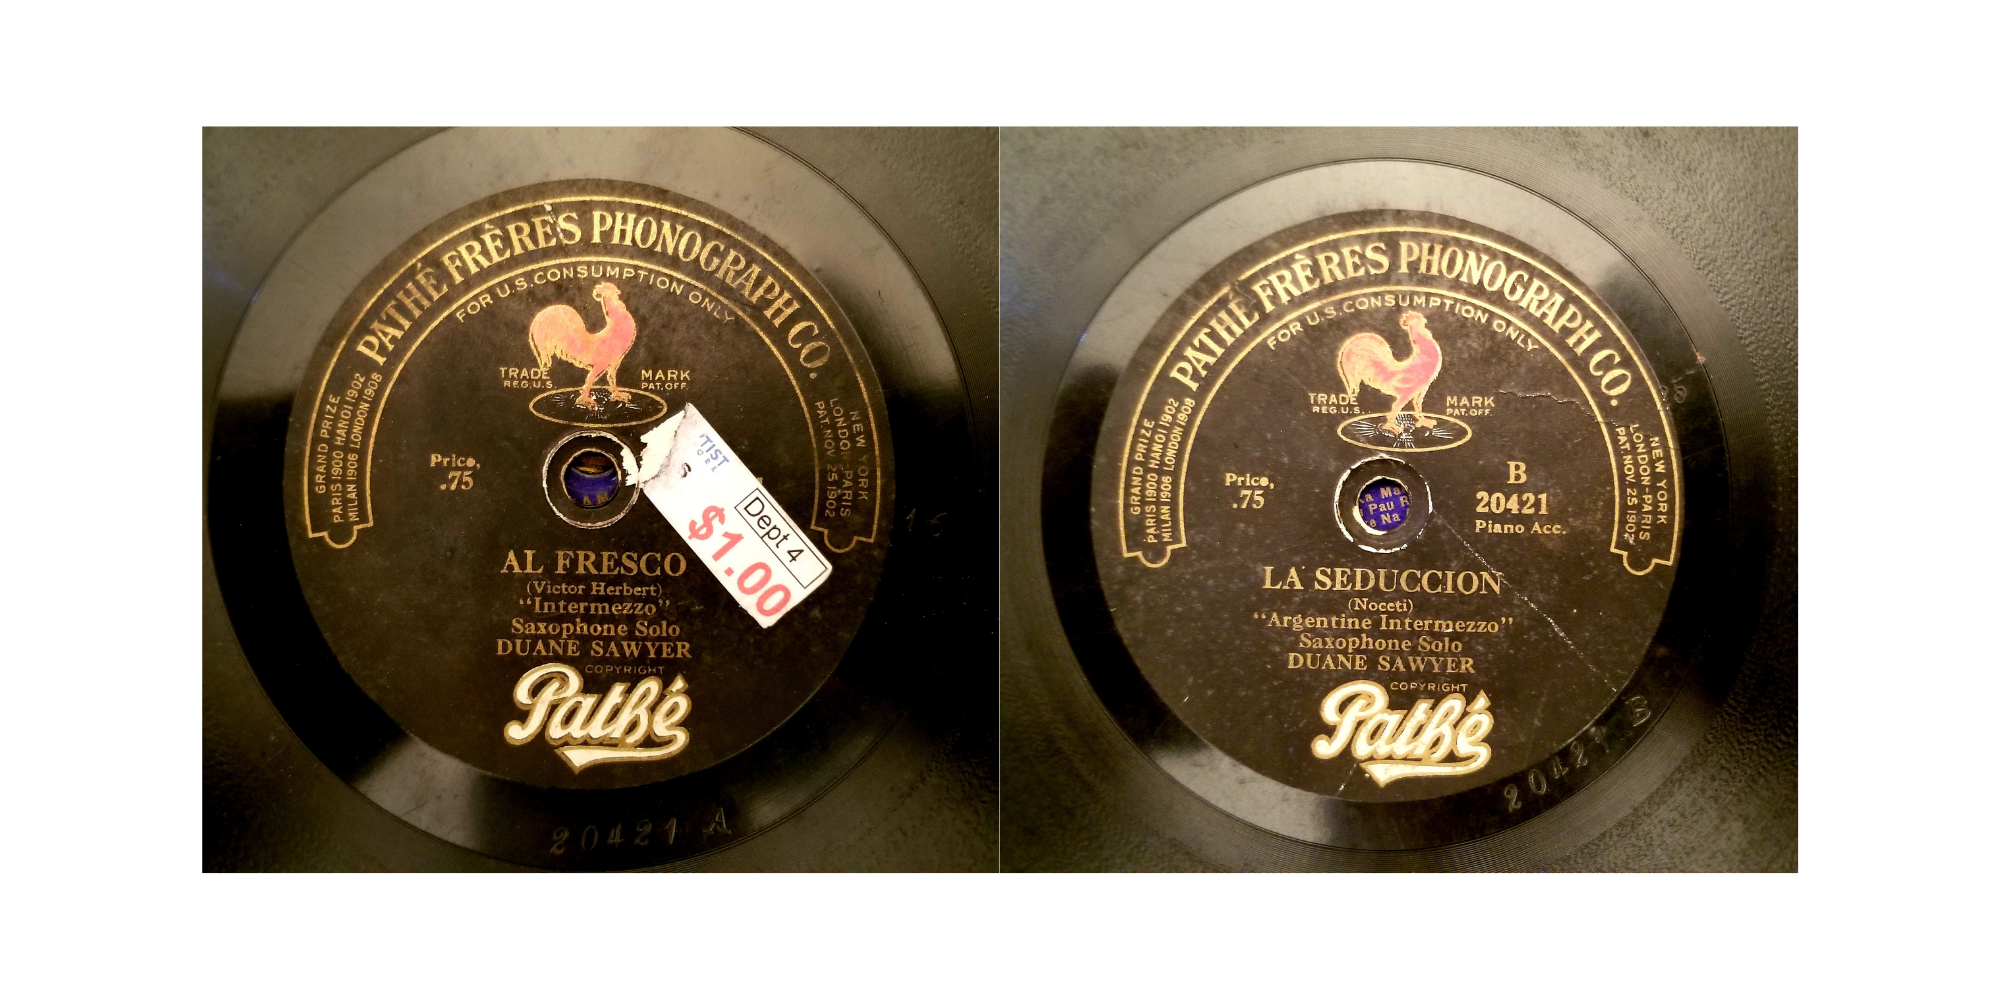 PATHÉ FRÈRES PHONOGRAPH CO.
FOR U.S. CONSUMPTION ONLY
GRAND PRIZE
PARIS 1900 HANOI 1902
MILAN 1906 LONDON 1908
NEW YORK
LONDON-PARIS
PAT. NOV. 25 1902
TRADE MARK
REG. U.S. PAT. OFF.
Price,
.75
TIST
Dept 4
$1.00
AL FRESCO
(Victor Herbert)
"Intermezzo"
Saxophone Solo
DUANE SAWYER
COPYRIGHT
Pathé
20421 A
PATHÉ FRÈRES PHONOGRAPH CO.
FOR U.S. CONSUMPTION ONLY
GRAND PRIZE
PARIS 1900 HANOI 1902
MILAN 1906 LONDON 1908
NEW YORK
LONDON-PARIS
PAT. NOV. 25 1902
TRADE MARK
REG. U.S. PAT. OFF.
Price,
.75
B
20421
Piano Acc.
a Ma
Pau R
Na
LA SEDUCCION
(Noceti)
"Argentine Intermezzo"
Saxophone Solo
DUANE SAWYER
COPYRIGHT
Pathé
20421 B